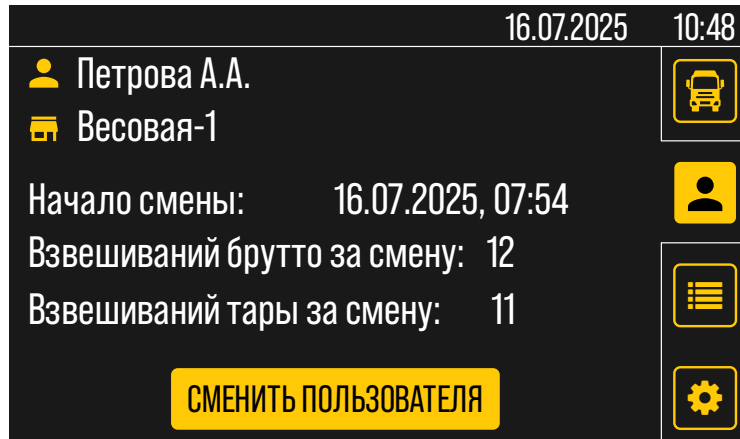 16.07.2025 10:48
Петрова А.А.
Весовая-1
Начало смены: 16.07.2025, 07:54
Взвешиваний брутто за смену: 12
Взвешиваний тары за смену: 11
СМЕНИТЬ ПОЛЬЗОВАТЕЛЯ